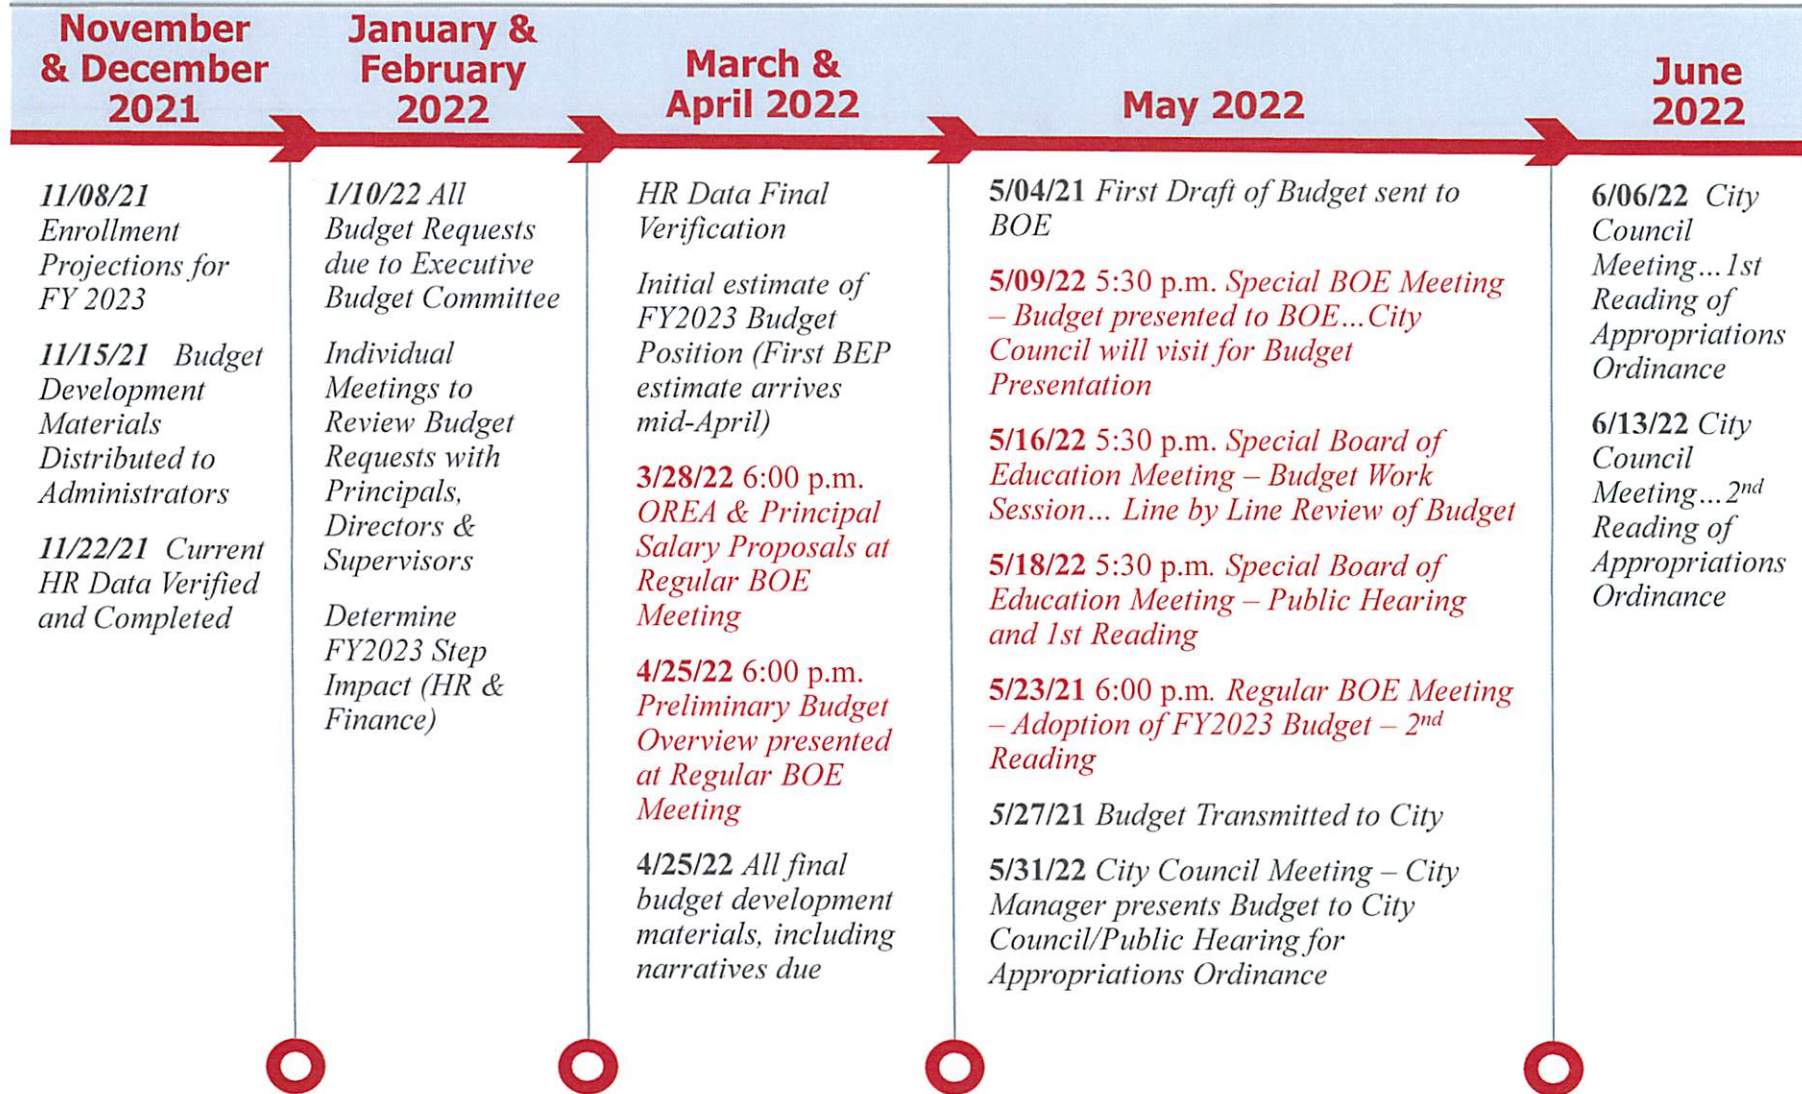 November
& December
2021
January &
February
2022
March &
April 2022
May 2022
June
2022
11/08/21
Enrollment
Projections for
FY 2023
11/15/21 Budget
Development
Materials
Distributed to
Administrators
11/22/21 Current
HR Data Verified
and Completed
1/10/22 All
Budget Requests
due to Executive
Budget Committee
Individual
Meetings to
Review Budget
Requests with
Principals,
Directors &
Supervisors
Determine
FY2023 Step
Impact (HR &
Finance)
HR Data Final
Verification
Initial estimate of
FY2023 Budget
Position (First BEP
estimate arrives
mid-April)
3/28/22 6:00 p.m.
OREA & Principal
Salary Proposals at
Regular BOE
Meeting
4/25/22 6:00 p.m.
Preliminary Budget
Overview presented
at Regular BOE
Meeting
4/25/22 All final
budget development
materials, including
narratives due
5/04/21 First Draft of Budget sent to
BOE
5/09/22 5:30 p.m. Special BOE Meeting
– Budget presented to BOE…City
Council will visit for Budget
Presentation
5/16/22 5:30 p.m. Special Board of
Education Meeting – Budget Work
Session… Line by Line Review of Budget
5/18/22 5:30 p.m. Special Board of
Education Meeting – Public Hearing
and 1st Reading
5/23/21 6:00 p.m. Regular BOE Meeting
– Adoption of FY2023 Budget – 2nd
Reading
5/27/21 Budget Transmitted to City
5/31/22 City Council Meeting – City
Manager presents Budget to City
Council/Public Hearing for
Appropriations Ordinance
6/06/22 City
Council
Meeting…1st
Reading of
Appropriations
Ordinance
6/13/22 City
Council
Meeting…2nd
Reading of
Appropriations
Ordinance